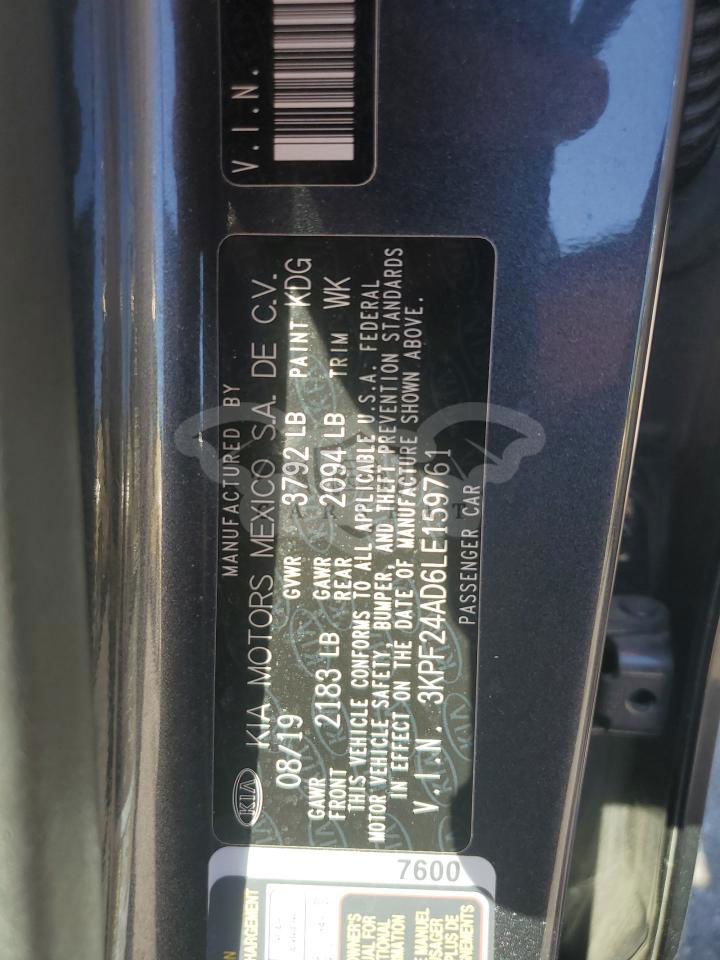 V.I.N.
MANUFACTURED BY
KIA KIA MOTORS MEXICO S.A. DE C.V.
08/19 GVWR 3792 LB PAINT KDG
GAWR FRONT 2183 LB GAWR REAR 2094 LB TRIM WK
THIS VEHICLE CONFORMS TO ALL APPLICABLE U.S.A. FEDERAL
MOTOR VEHICLE SAFETY, BUMPER, AND THEFT PREVENTION STANDARDS
IN EFFECT ON THE DATE OF MANUFACTURE SHOWN ABOVE.
V.I.N. 3KPF24AD6LE159761
PASSENGER CAR
7600